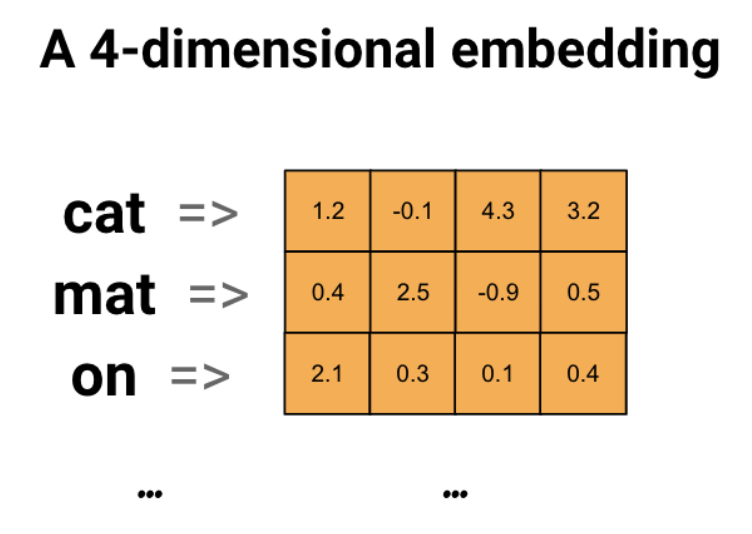 A 4-dimensional embedding
cat => 1.2 -0.1 4.3 3.2
mat => 0.4 2.5 -0.9 0.5
on => 2.1 0.3 0.1 0.4
... ...